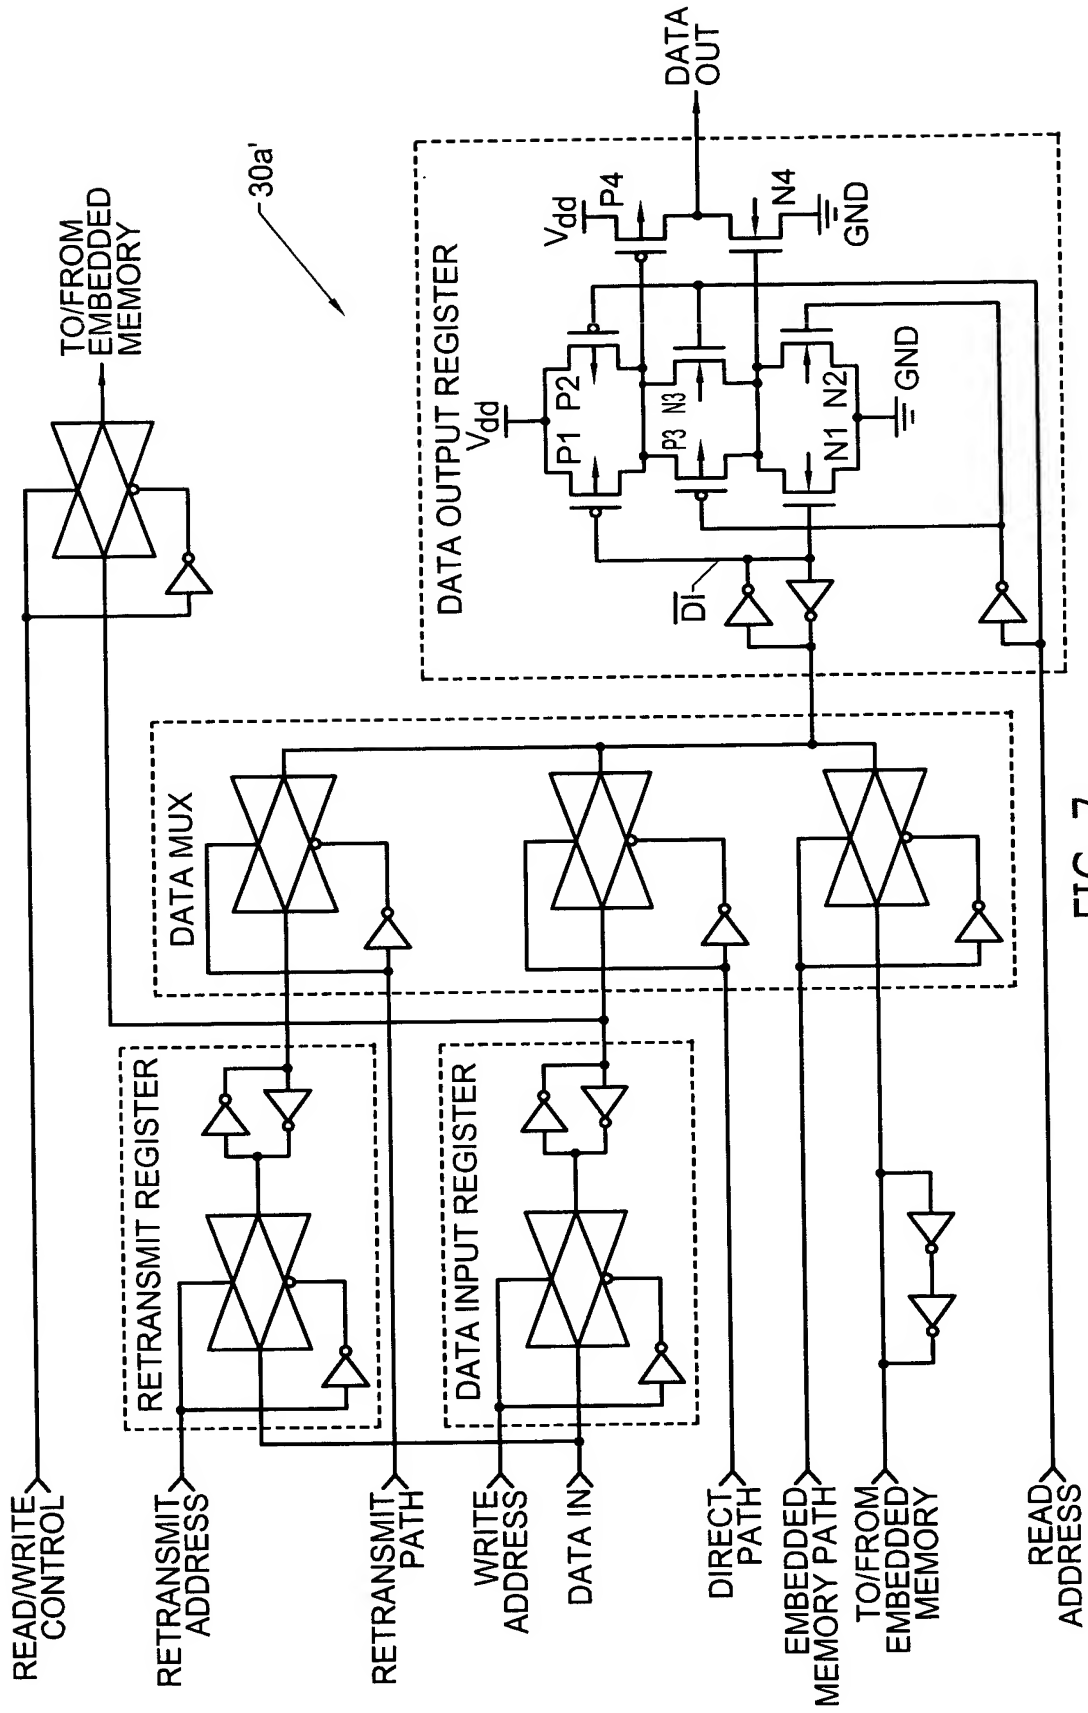 READ/WRITE
CONTROL
RETRANSMIT
ADDRESS
RETRANSMIT
PATH
WRITE
ADDRESS
DATA IN
DIRECT
PATH
EMBEDDED
MEMORY PATH
TO/FROM
EMBEDDED
MEMORY
READ
ADDRESS
RETRANSMIT REGISTER
DATA INPUT REGISTER
DATA MUX
TO/FROM
EMBEDDED
MEMORY
30a'
DATA OUTPUT REGISTER
DI
Vdd
P1
P2
P3
N3
N1
N2
GND
Vdd
P4
N4
GND
DATA
OUT